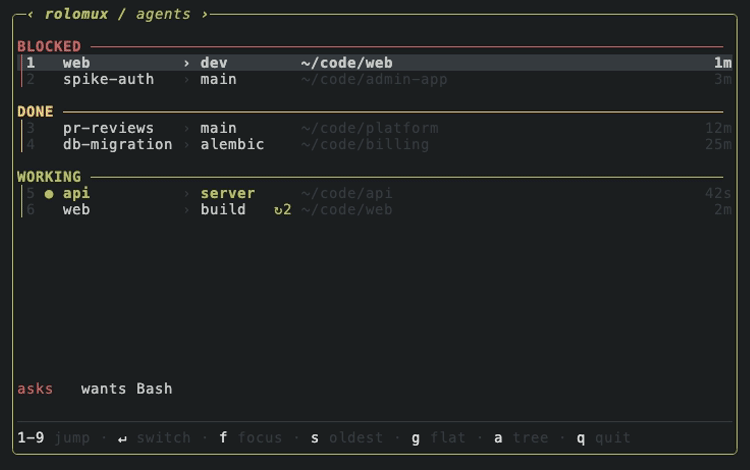 ‹ rolomux / agents ›
BLOCKED
1 web › dev ~/code/web 1m
2 spike-auth › main ~/code/admin-app 3m
DONE
3 pr-reviews › main ~/code/platform 12m
4 db-migration › alembic ~/code/billing 25m
WORKING
5 ● api › server ~/code/api 42s
6 web › build ↻2 ~/code/web 2m
asks wants Bash
1-9 jump · ↵ switch · f focus · s oldest · g flat · a tree · q quit